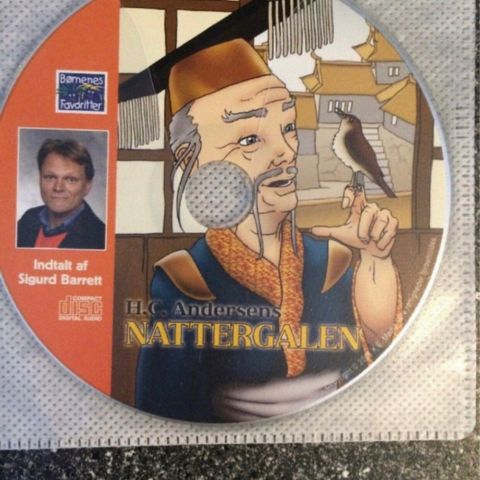 Børnenes
Favoritter
Indtalt af
Sigurd Barrett
COMPACT
disc
DIGITAL AUDIO
H.C. Andersens
NATTERGALEN